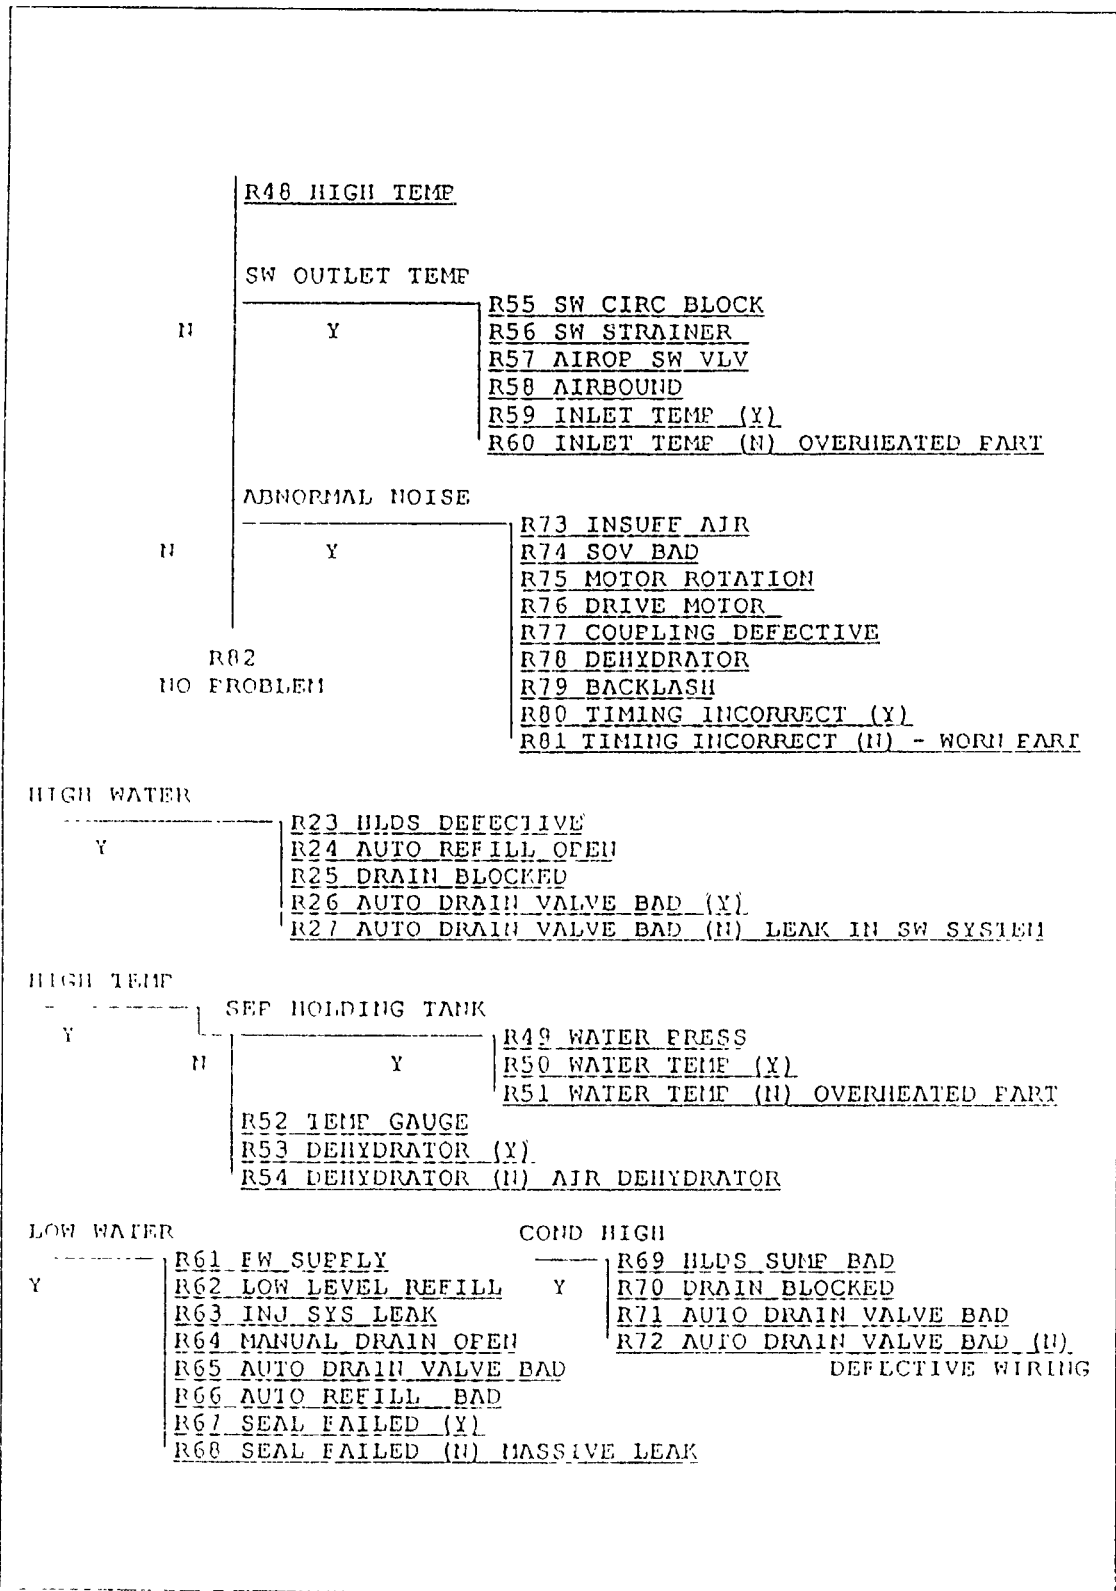 R48 HIGH TEMP
SW OUTLET TEMP
N Y
R55 SW CIRC BLOCK
R56 SW STRAINER
R57 AIROP SW VLV
R58 AIRBOUND
R59 INLET TEMP (Y)
R60 INLET TEMP (N) OVERHEATED PART
ABNORMAL NOISE
N Y
R73 INSUFF AIR
R74 SOV BAD
R75 MOTOR ROTATION
R76 DRIVE MOTOR
R77 COUPLING DEFECTIVE
R78 DEHYDRATOR
R79 BACKLASH
R80 TIMING INCORRECT (Y)
R81 TIMING INCORRECT (N) - WORN PART
R82
NO PROBLEM
HIGH WATER
Y
R23 HLDS DEFECTIVE
R24 AUTO REFILL OPEN
R25 DRAIN BLOCKED
R26 AUTO DRAIN VALVE BAD (Y)
R27 AUTO DRAIN VALVE BAD (N) LEAK IN SW SYSTEM
HIGH TEMP
Y
SEP HOLDING TANK
N Y
R49 WATER PRESS
R50 WATER TEMP (Y)
R51 WATER TEMP (N) OVERHEATED PART
R52 TEMP GAUGE
R53 DEHYDRATOR (Y)
R54 DEHYDRATOR (N) AIR DEHYDRATOR
LOW WATER
Y
R61 FW SUPPLY
R62 LOW LEVEL REFILL
R63 INJ SYS LEAK
R64 MANUAL DRAIN OPEN
R65 AUTO DRAIN VALVE BAD
R66 AUTO REFILL BAD
R67 SEAL FAILED (Y)
R68 SEAL FAILED (N) MASSIVE LEAK
COND HIGH
Y
R69 HLDS SUMP BAD
R70 DRAIN BLOCKED
R71 AUTO DRAIN VALVE BAD
R72 AUTO DRAIN VALVE BAD (N)
DEFECTIVE WIRING